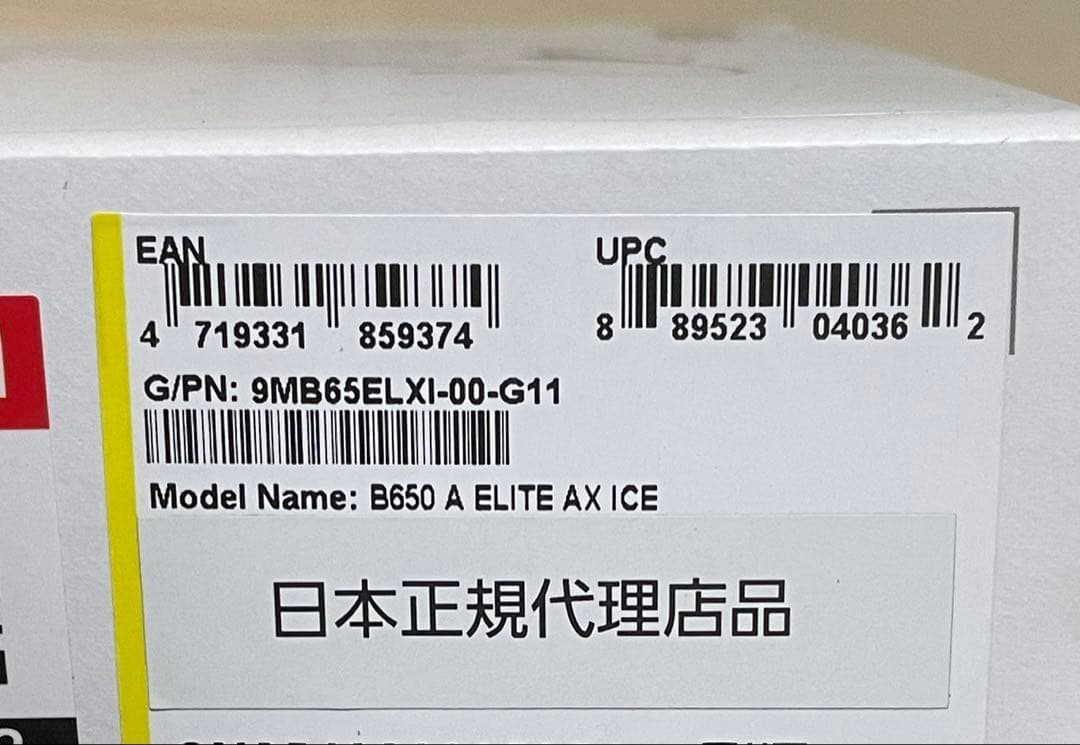 EAN
4 719331 859374
UPC
8 89523 04036 2
G/PN: 9MB65ELXI-00-G11
Model Name: B650 A ELITE AX ICE
日本正規代理店品